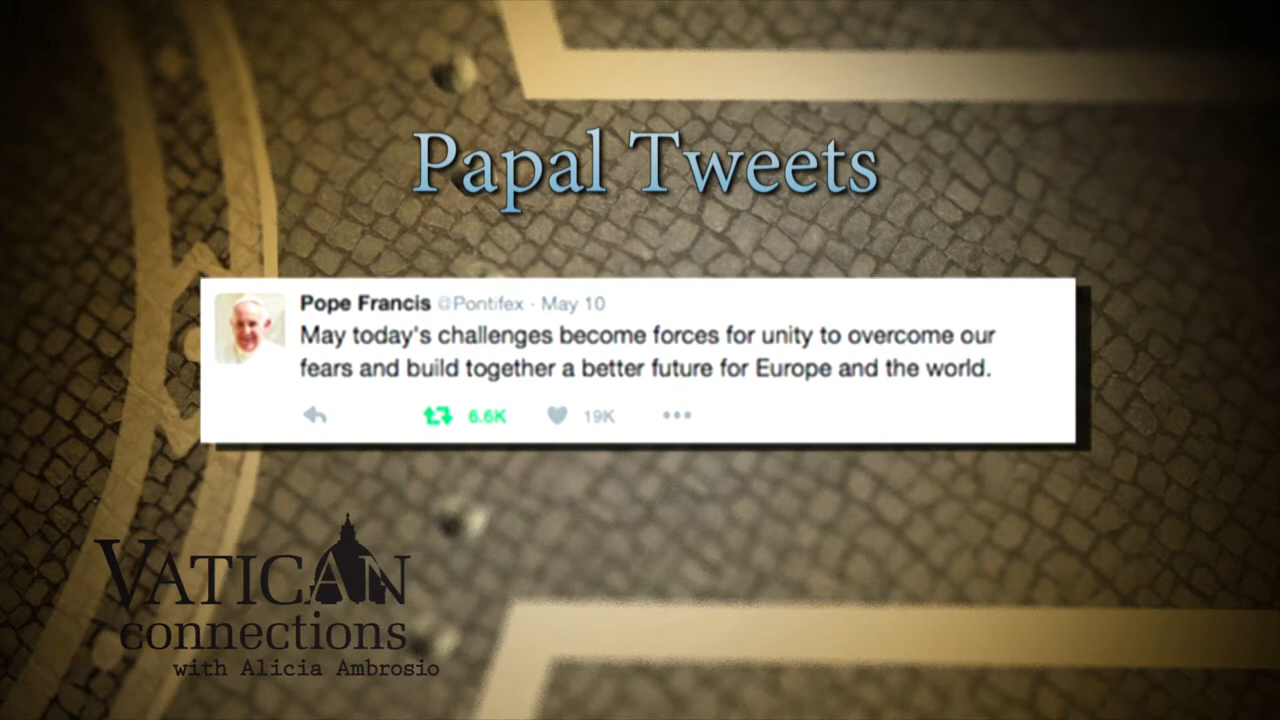 Papal Tweets
Pope Francis @Pontifex · May 10
May today's challenges become forces for unity to overcome our
fears and build together a better future for Europe and the world.
6.6K 19K
VATICAN
connections
with Alicia Ambrosio